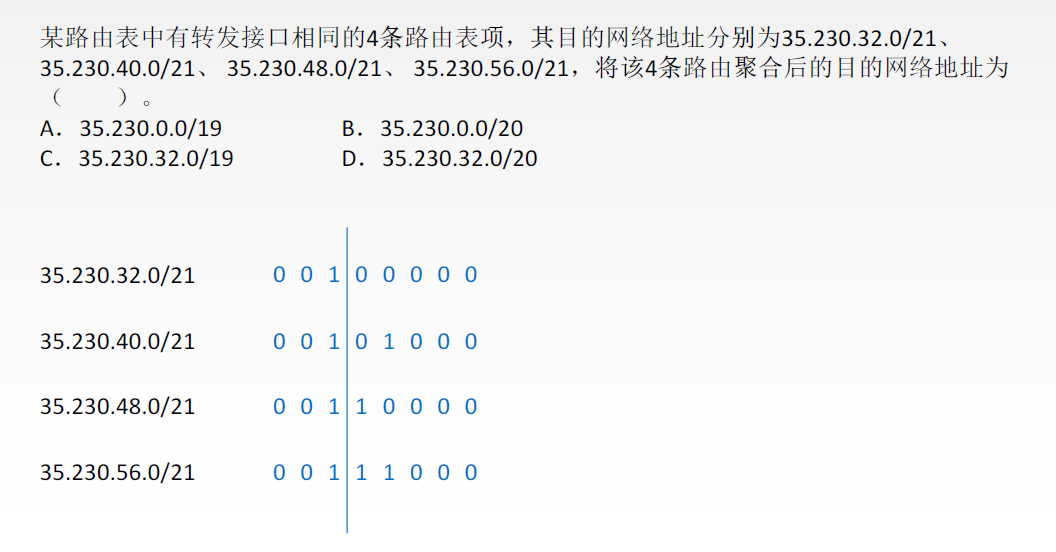 某路由表中有转发接口相同的4条路由表项，其目的网络地址分别为35.230.32.0/21、
35.230.40.0/21、 35.230.48.0/21、 35.230.56.0/21，将该4条路由聚合后的目的网络地址为
（　　）。
A． 35.230.0.0/19　　B． 35.230.0.0/20
C． 35.230.32.0/19　　D． 35.230.32.0/20
35.230.32.0/21　　0 0 1 0 0 0 0 0
35.230.40.0/21　　0 0 1 0 1 0 0 0
35.230.48.0/21　　0 0 1 1 0 0 0 0
35.230.56.0/21　　0 0 1 1 1 0 0 0